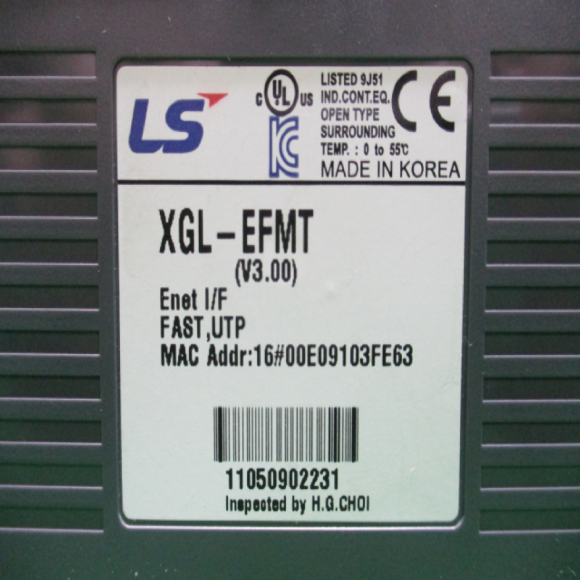 LS
C UL US
LISTED 9J51
IND.CONT.EQ.
OPEN TYPE
SURROUNDING
TEMP. : 0 to 55℃
CE
KC
MADE IN KOREA
XGL-EFMT
(V3.00)
Enet I/F
FAST,UTP
MAC Addr:16#00E09103FE63
11050902231
Inspected by H.G.CHOI